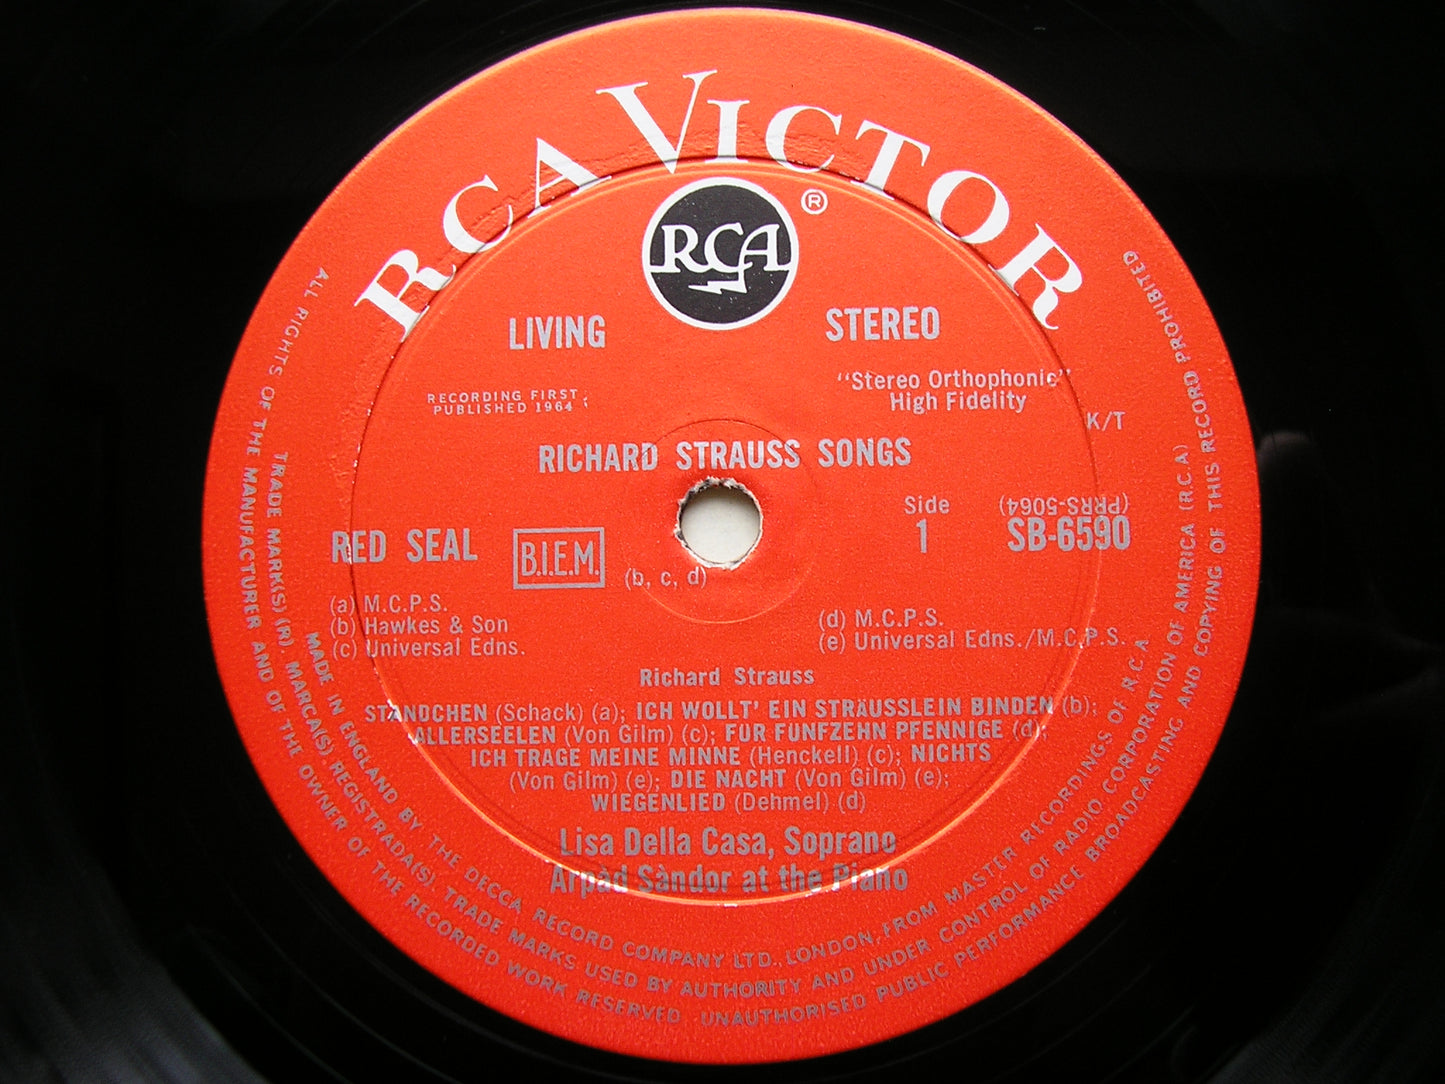 RCA VICTOR
RCA
®
LIVING STEREO
RECORDING FIRST
PUBLISHED 1964
"Stereo Orthophonic"
High Fidelity
K/T
RICHARD STRAUSS SONGS
RED SEAL
B.I.E.M.
(b, c, d)
Side
1
(PRRS-5064)
SB-6590
(a) M.C.P.S.
(b) Hawkes & Son
(c) Universal Edns.
(d) M.C.P.S.
(e) Universal Edns./M.C.P.S.
Richard Strauss
STANDCHEN (Schack) (a); ICH WOLLT' EIN STRÄUSSLEIN BINDEN (b);
ALLERSEELEN (Von Gilm) (c); FÜR FUNFZEHN PFENNIGE (d);
ICH TRAGE MEINE MINNE (Henckell) (c); NICHTS
(Von Gilm) (e); DIE NACHT (Von Gilm) (e);
WIEGENLIED (Dehmel) (d)
Lisa Della Casa, Soprano
Arpàd Sàndor at the Piano
ALL RIGHTS OF THE MANUFACTURER AND OF THE OWNER OF THE RECORDED WORK RESERVED. UNAUTHORISED PUBLIC PERFORMANCE BROADCASTING AND COPYING OF THIS RECORD PROHIBITED
TRADE MARK(S) (R). MARCA(S). REGISTRADA(S). TRADE MARKS USED BY AUTHORITY AND UNDER CONTROL OF RADIO CORPORATION OF AMERICA (R.C.A)
MADE IN ENGLAND BY THE DECCA RECORD COMPANY LTD., LONDON, FROM MASTER RECORDINGS OF R.C.A